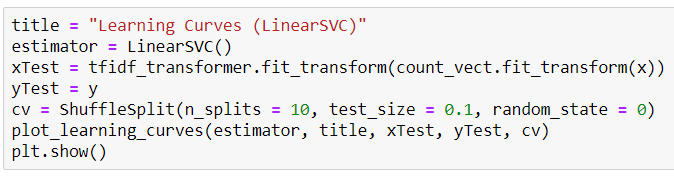 title = "Learning Curves (LinearSVC)"
estimator = LinearSVC()
xTest = tfidf_transformer.fit_transform(count_vect.fit_transform(x))
yTest = y
cv = ShuffleSplit(n_splits = 10, test_size = 0.1, random_state = 0)
plot_learning_curves(estimator, title, xTest, yTest, cv)
plt.show()